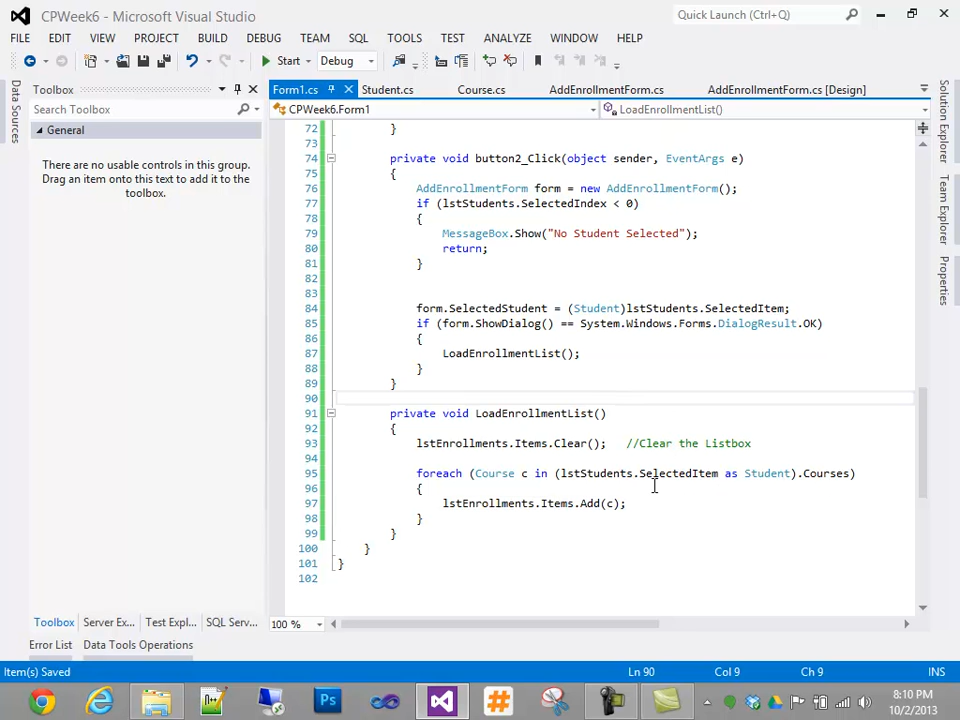 CPWeek6 - Microsoft Visual Studio
Quick Launch (Ctrl+Q)
FILE EDIT VIEW PROJECT BUILD DEBUG TEAM SQL TOOLS TEST ANALYZE WINDOW HELP
Start Debug
Data Sources
Toolbox
Search Toolbox
General
There are no usable controls in this group.
Drag an item onto this text to add it to the
toolbox.
Form1.cs Student.cs Course.cs AddEnrollmentForm.cs AddEnrollmentForm.cs [Design]
CPWeek6.Form1 LoadEnrollmentList()
72 }
73
74 private void button2_Click(object sender, EventArgs e)
75 {
76 AddEnrollmentForm form = new AddEnrollmentForm();
77 if (lstStudents.SelectedIndex < 0)
78 {
79 MessageBox.Show("No Student Selected");
80 return;
81 }
82
83
84 form.SelectedStudent = (Student)lstStudents.SelectedItem;
85 if (form.ShowDialog() == System.Windows.Forms.DialogResult.OK)
86 {
87 LoadEnrollmentList();
88 }
89 }
90
91 private void LoadEnrollmentList()
92 {
93 lstEnrollments.Items.Clear(); //Clear the Listbox
94
95 foreach (Course c in (lstStudents.SelectedItem as Student).Courses)
96 {
97 lstEnrollments.Items.Add(c);
98 }
99 }
100 }
101 }
102
Solution Explorer
Team Explorer
Properties
100 %
Toolbox Server Ex... Test Expl... SQL Serv...
Error List Data Tools Operations
Item(s) Saved Ln 90 Col 9 Ch 9 INS
Ps
8:10 PM
10/2/2013